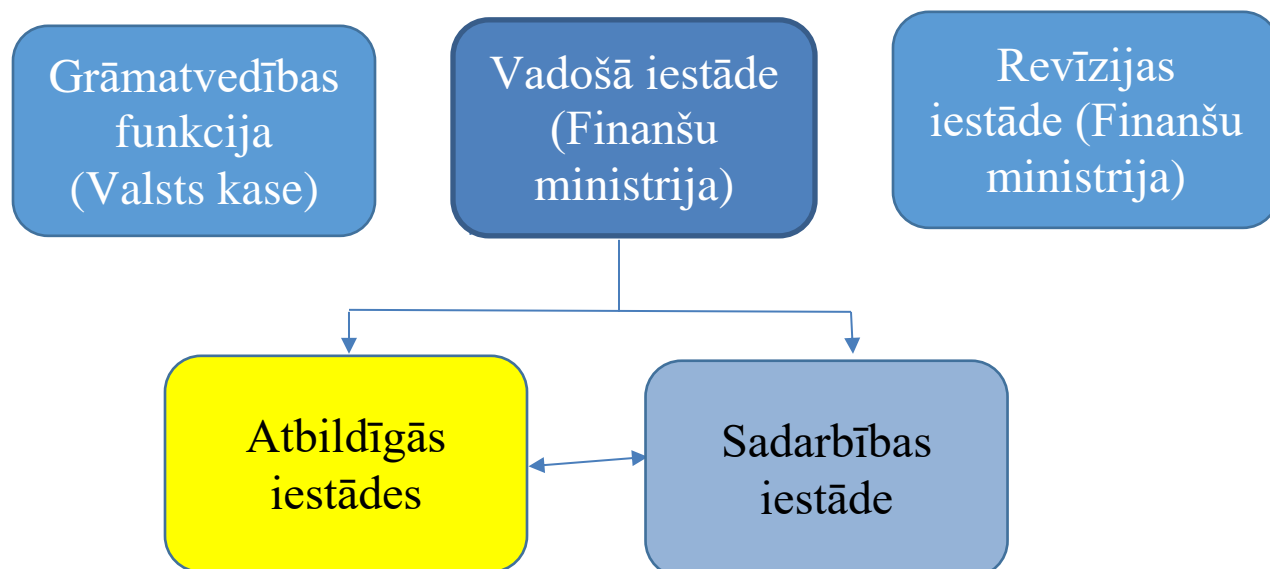 Grāmatvedības
funkcija
(Valsts kase)
Vadošā iestāde
(Finanšu
ministrija)
Revīzijas
iestāde (Finanšu
ministrija)
Atbildīgās
iestādes
Sadarbības
iestāde